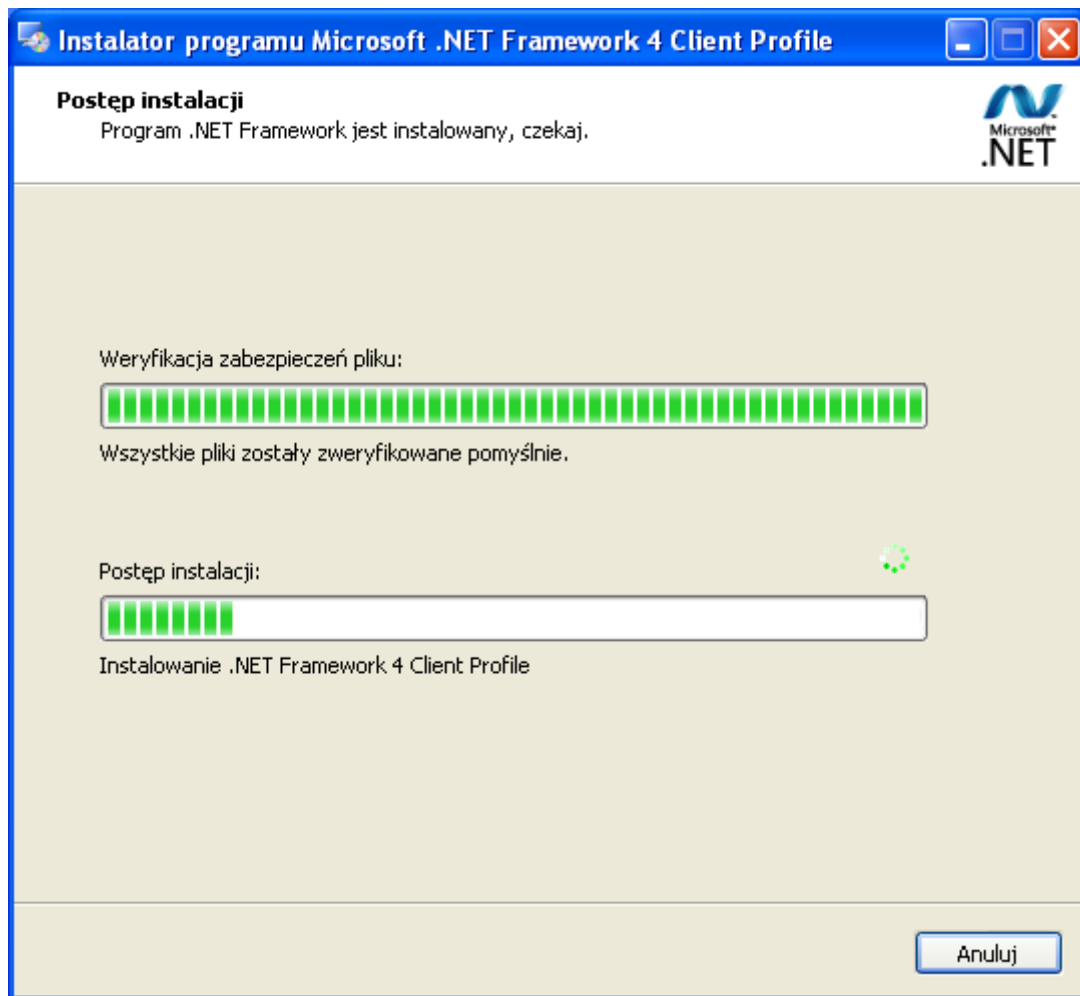 Instalator programu Microsoft .NET Framework 4 Client Profile
Postęp instalacji
Program .NET Framework jest instalowany, czekaj.
Microsoft®
.NET
Weryfikacja zabezpieczeń pliku:
Wszystkie pliki zostały zweryfikowane pomyślnie.
Postęp instalacji:
Instalowanie .NET Framework 4 Client Profile
Anuluj